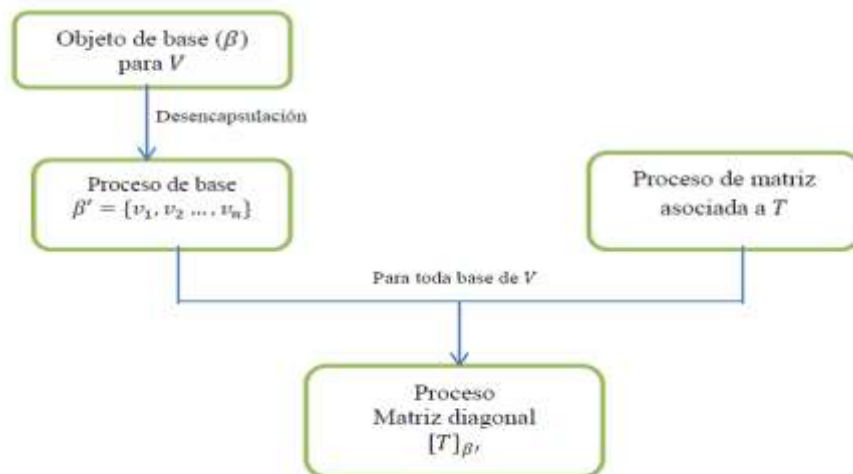 Objeto de base (β)
para V
Desencapsulación
Proceso de base
β′ = {v₁, v₂ … , vₙ}
Proceso de matriz
asociada a T
Para toda base de V
Proceso
Matriz diagonal
[T]β′